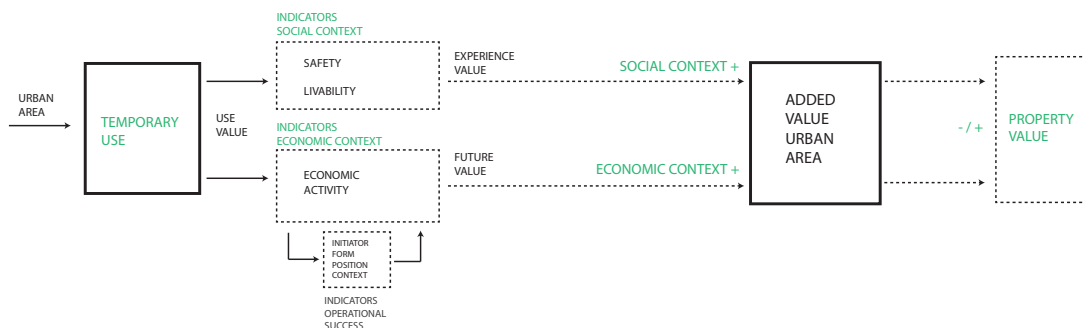 URBAN
AREA
TEMPORARY
USE
USE
VALUE
INDICATORS
SOCIAL CONTEXT
SAFETY
LIVABILITY
EXPERIENCE
VALUE
SOCIAL CONTEXT +
INDICATORS
ECONOMIC CONTEXT
ECONOMIC
ACTIVITY
FUTURE
VALUE
ECONOMIC CONTEXT +
INITIATOR
FORM
POSITION
CONTEXT
INDICATORS
OPERATIONAL
SUCCESS
ADDED
VALUE
URBAN
AREA
- / +
PROPERTY
VALUE